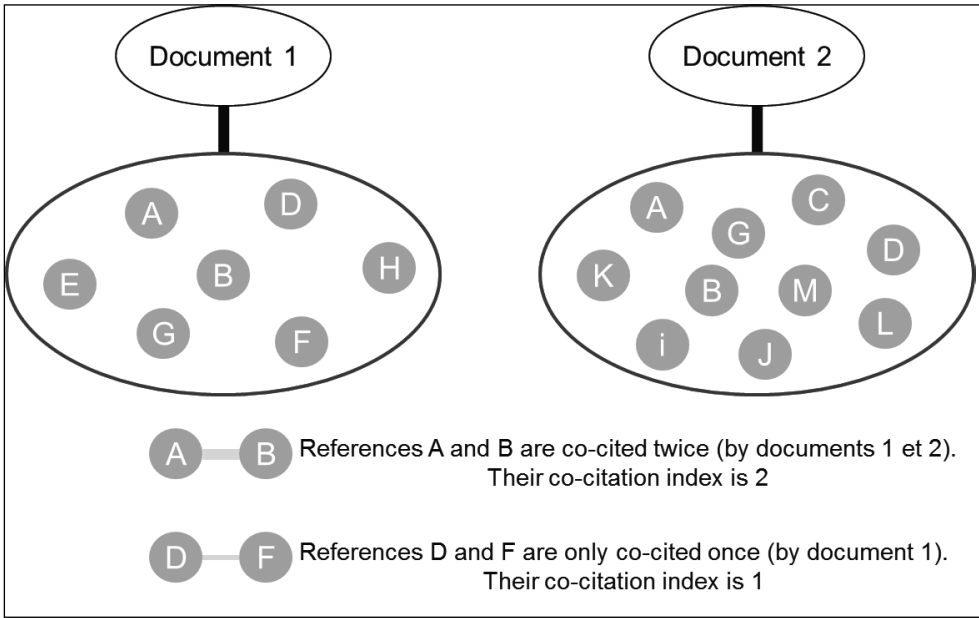 Document 1
Document 2
A
D
E
B
H
G
F
A
C
G
D
K
B
M
L
i
J
A
B
References A and B are co-cited twice (by documents 1 et 2).
Their co-citation index is 2
D
F
References D and F are only co-cited once (by document 1).
Their co-citation index is 1